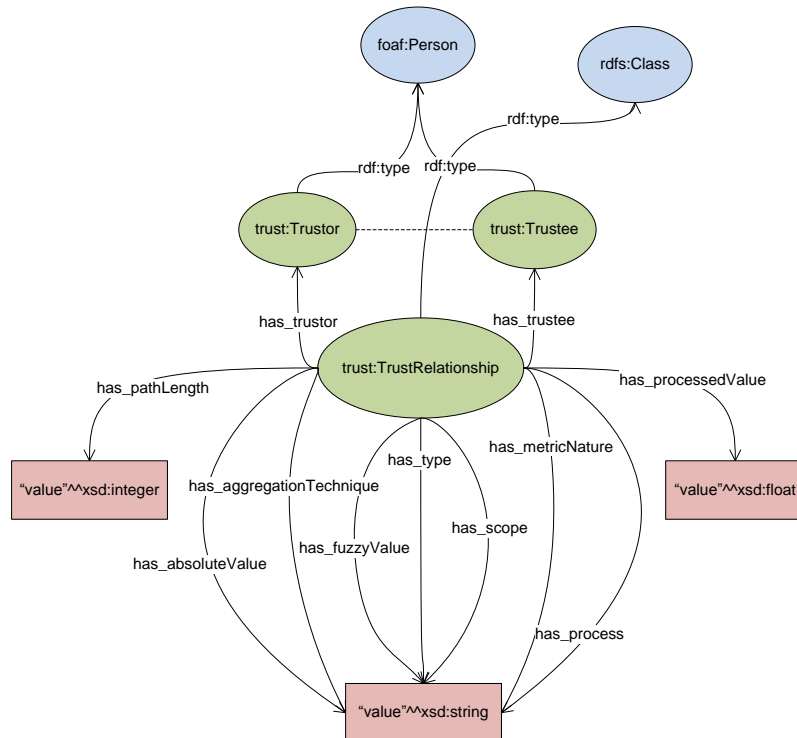 foaf:Person
rdfs:Class
rdf:type
rdf:type
rdf:type
trust:Trustor
trust:Trustee
has_trustor
has_trustee
trust:TrustRelationship
has_pathLength
has_processedValue
has_metricNature
has_type
“value”^^xsd:integer
has_aggregationTechnique
“value”^^xsd:float
has_scope
has_fuzzyValue
has_absoluteValue
has_process
“value”^^xsd:string